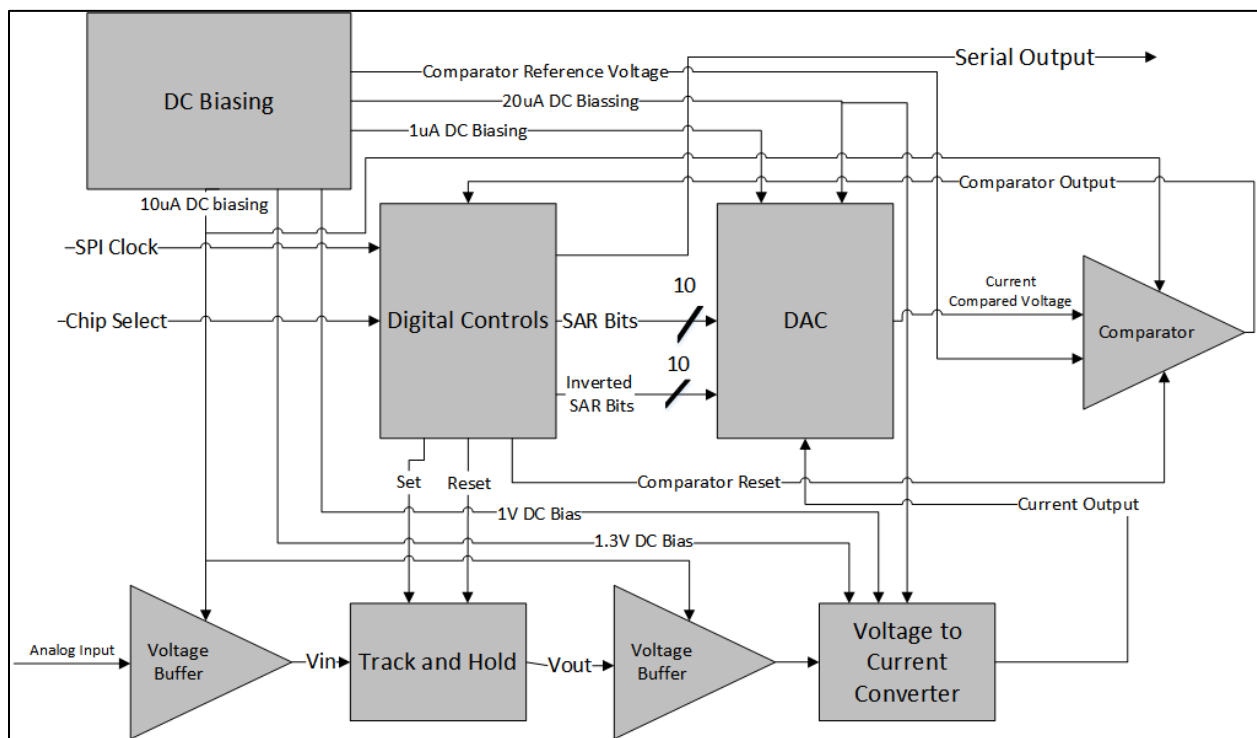 DC Biasing
Comparator Reference Voltage
Serial Output
20uA DC Biassing
1uA DC Biasing
10uA DC biasing
Comparator Output
SPI Clock
Chip Select
Digital Controls
SAR Bits
10
Inverted
SAR Bits
10
DAC
Current
Compared Voltage
Comparator
Set
Reset
Comparator Reset
Current Output
1V DC Bias
1.3V DC Bias
Analog Input
Voltage
Buffer
Vin
Track and Hold
Vout
Voltage
Buffer
Voltage to
Current
Converter